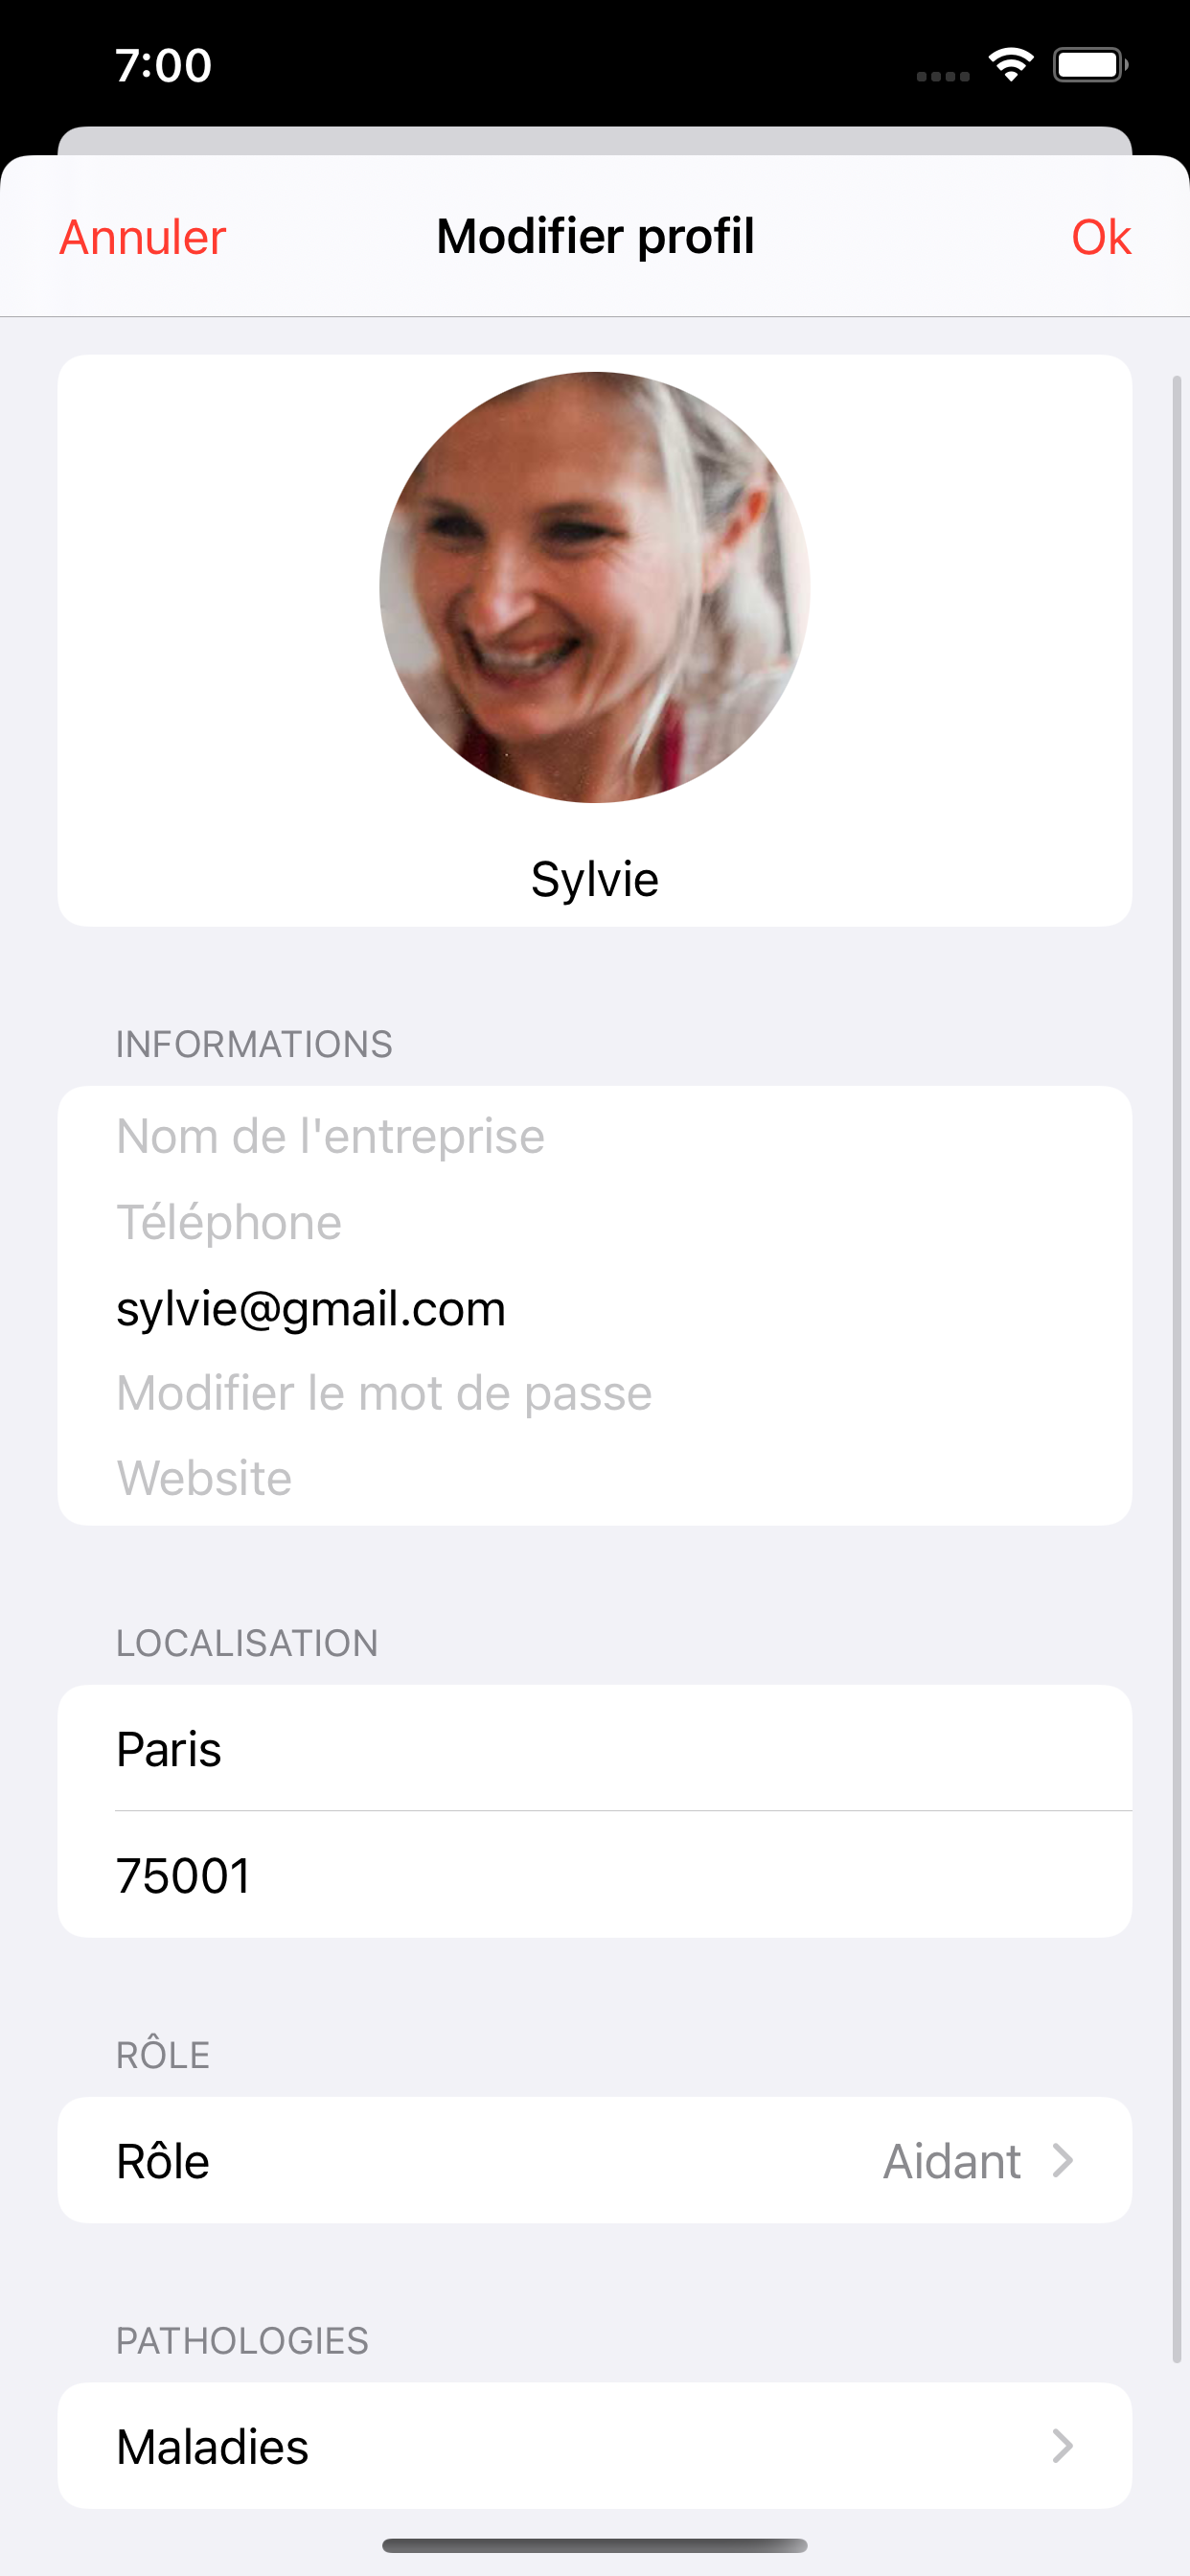 7:00
Annuler Modifier profil Ok
Sylvie
INFORMATIONS
Nom de l'entreprise
Téléphone
sylvie@gmail.com
Modifier le mot de passe
Website
LOCALISATION
Paris
75001
RÔLE
Rôle Aidant
PATHOLOGIES
Maladies